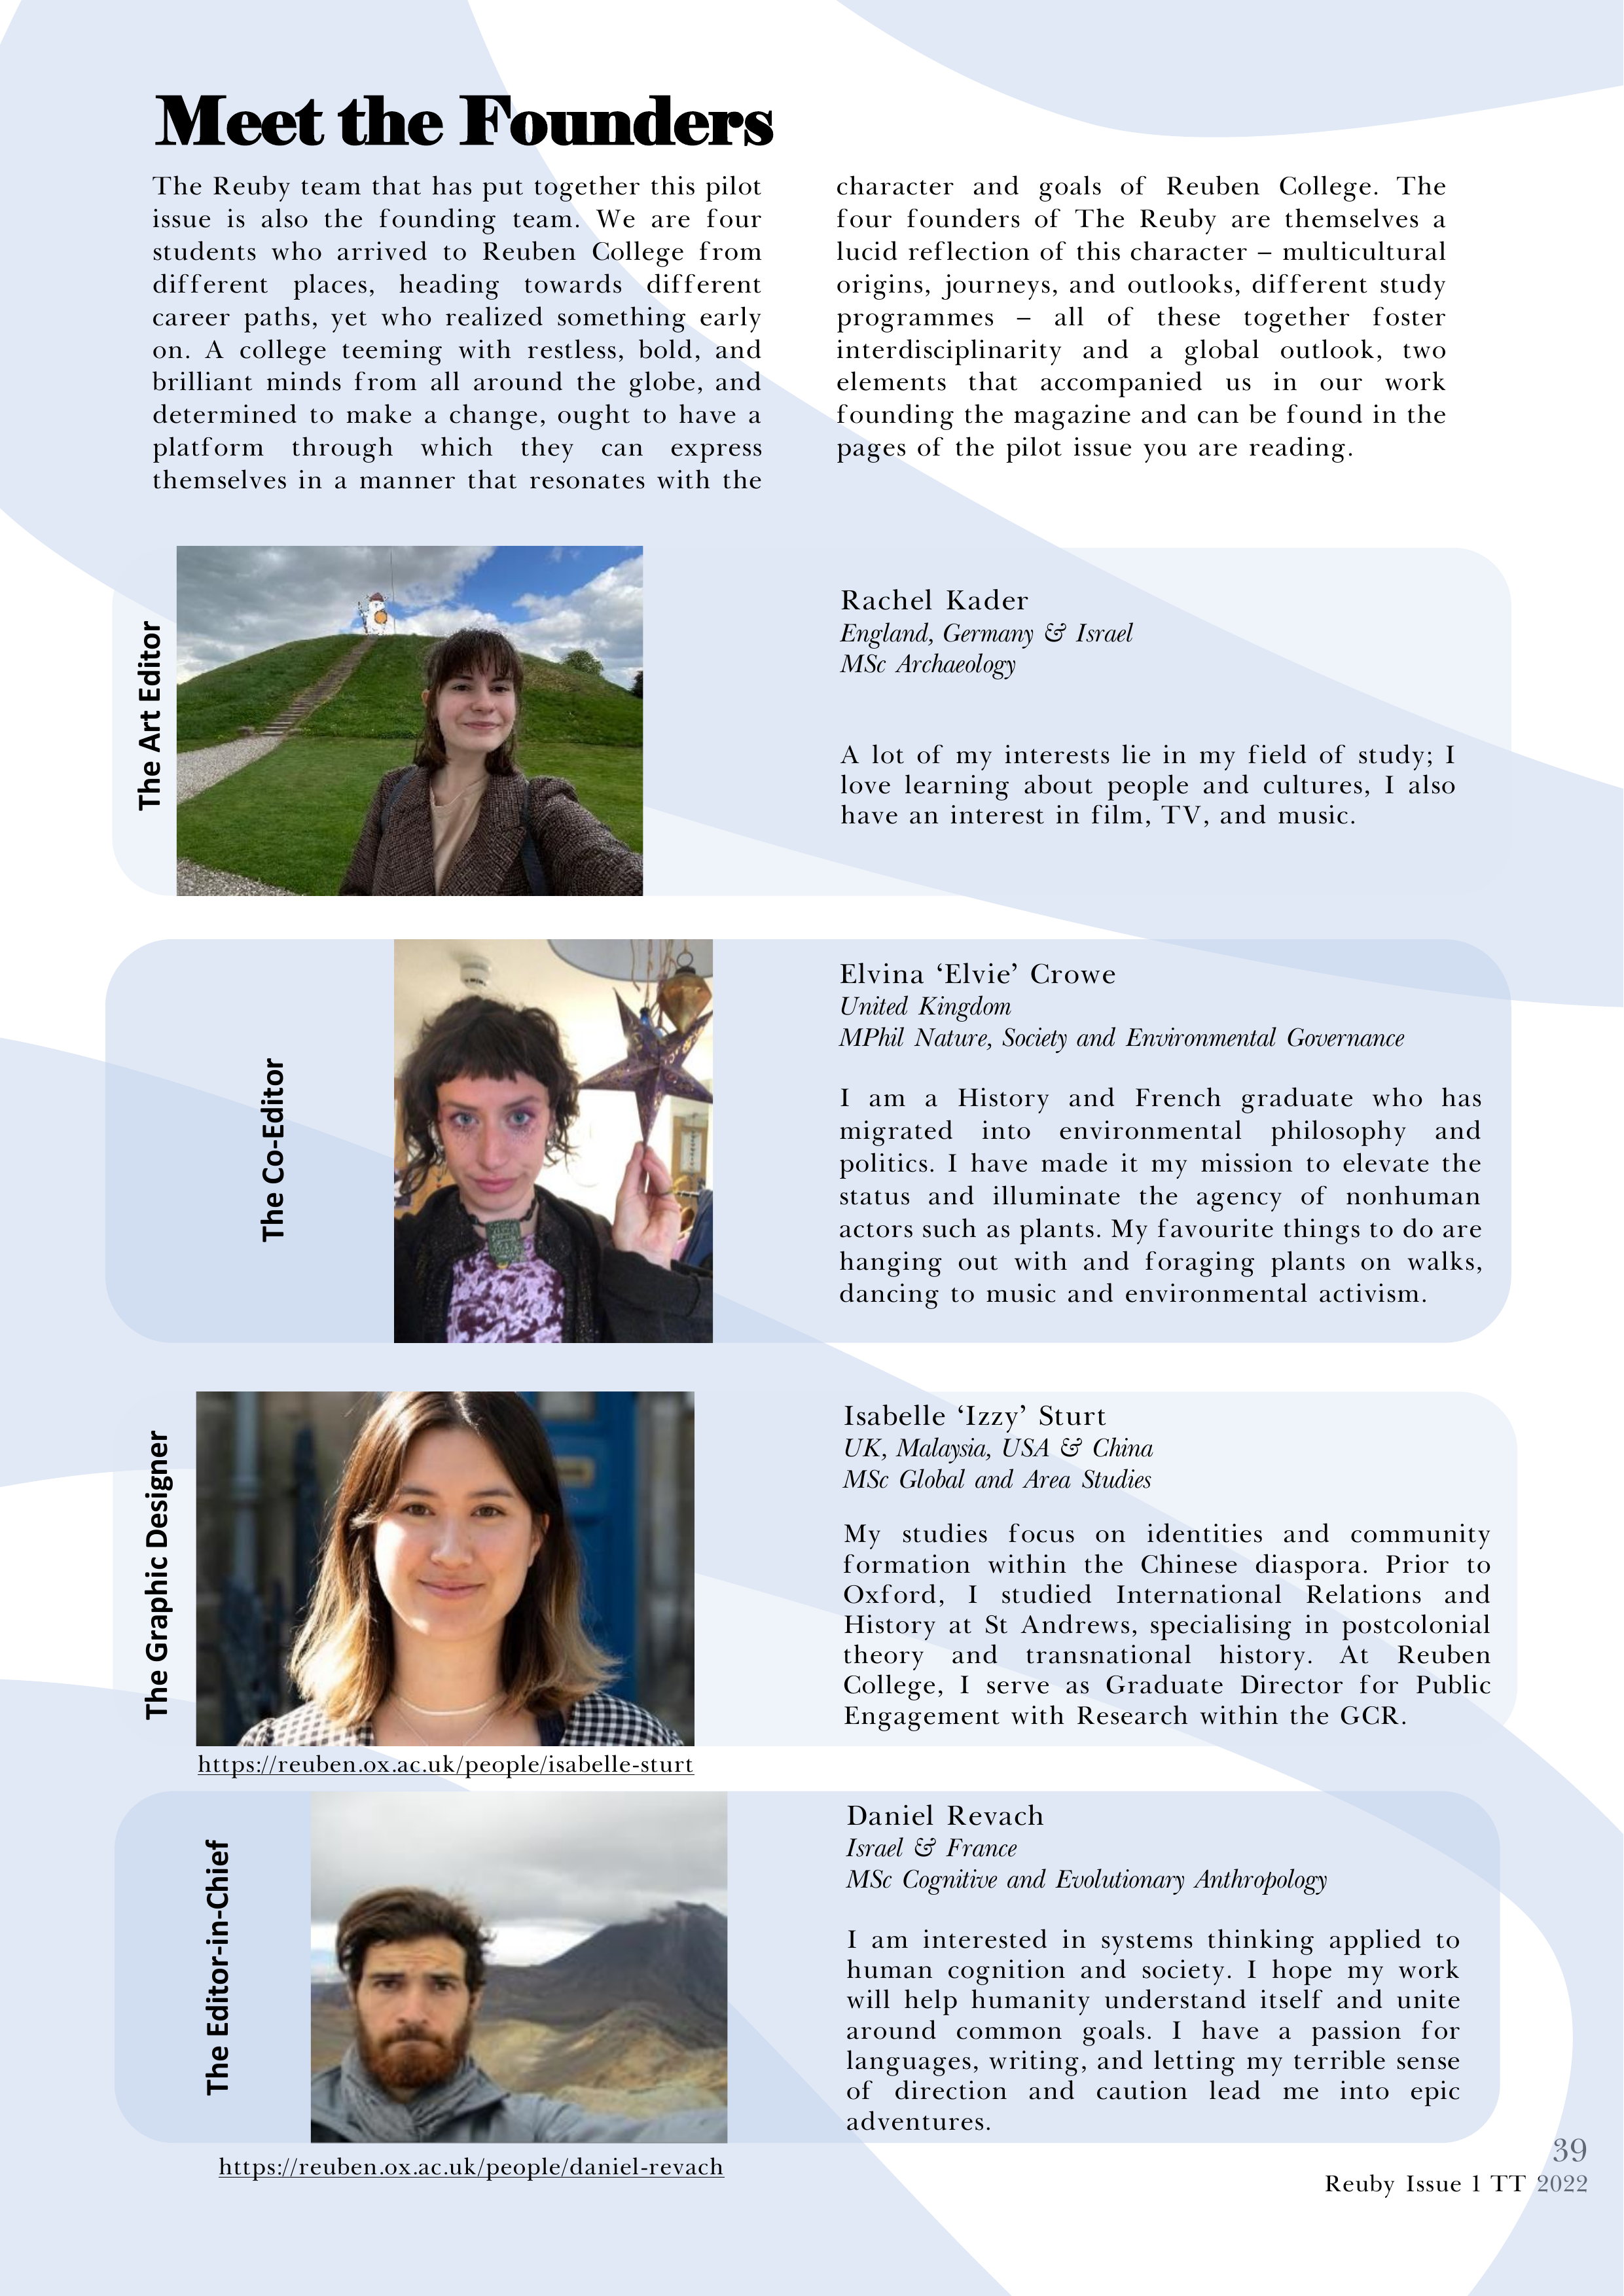 Meet the Founders
The Reuby team that has put together this pilot
issue is also the founding team. We are four
students who arrived to Reuben College from
different places, heading towards different
career paths, yet who realized something early
on. A college teeming with restless, bold, and
brilliant minds from all around the globe, and
determined to make a change, ought to have a
platform through which they can express
themselves in a manner that resonates with the
character and goals of Reuben College. The
four founders of The Reuby are themselves a
lucid reflection of this character – multicultural
origins, journeys, and outlooks, different study
programmes – all of these together foster
interdisciplinarity and a global outlook, two
elements that accompanied us in our work
founding the magazine and can be found in the
pages of the pilot issue you are reading.
The Art Editor
Rachel Kader
England, Germany & Israel
MSc Archaeology
A lot of my interests lie in my field of study; I
love learning about people and cultures, I also
have an interest in film, TV, and music.
The Co-Editor
Elvina ‘Elvie’ Crowe
United Kingdom
MPhil Nature, Society and Environmental Governance
I am a History and French graduate who has
migrated into environmental philosophy and
politics. I have made it my mission to elevate the
status and illuminate the agency of nonhuman
actors such as plants. My favourite things to do are
hanging out with and foraging plants on walks,
dancing to music and environmental activism.
The Graphic Designer
Isabelle ‘Izzy’ Sturt
UK, Malaysia, USA & China
MSc Global and Area Studies
My studies focus on identities and community
formation within the Chinese diaspora. Prior to
Oxford, I studied International Relations and
History at St Andrews, specialising in postcolonial
theory and transnational history. At Reuben
College, I serve as Graduate Director for Public
Engagement with Research within the GCR.
https://reuben.ox.ac.uk/people/isabelle-sturt
The Editor-in-Chief
Daniel Revach
Israel & France
MSc Cognitive and Evolutionary Anthropology
I am interested in systems thinking applied to
human cognition and society. I hope my work
will help humanity understand itself and unite
around common goals. I have a passion for
languages, writing, and letting my terrible sense
of direction and caution lead me into epic
adventures.
https://reuben.ox.ac.uk/people/daniel-revach
39
Reuby Issue 1 TT 2022